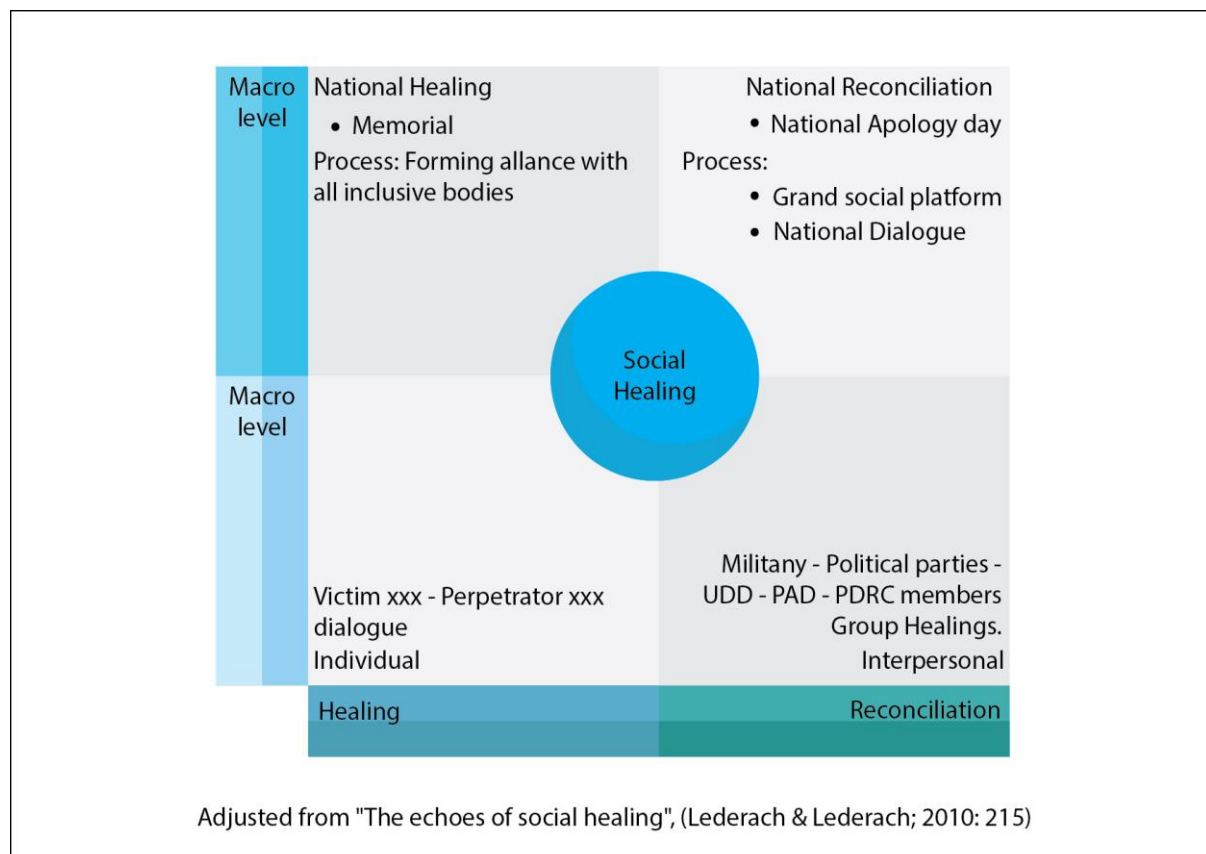 Macro
level
National Healing
• Memorial
Process: Forming allance with
all inclusive bodies
National Reconciliation
• National Apology day
Process:
• Grand social platform
• National Dialogue
Social
Healing
Macro
level
Victim xxx - Perpetrator xxx
dialogue
Individual
Militany - Political parties -
UDD - PAD - PDRC members
Group Healings.
Interpersonal
Healing
Reconciliation
Adjusted from "The echoes of social healing", (Lederach & Lederach; 2010: 215)